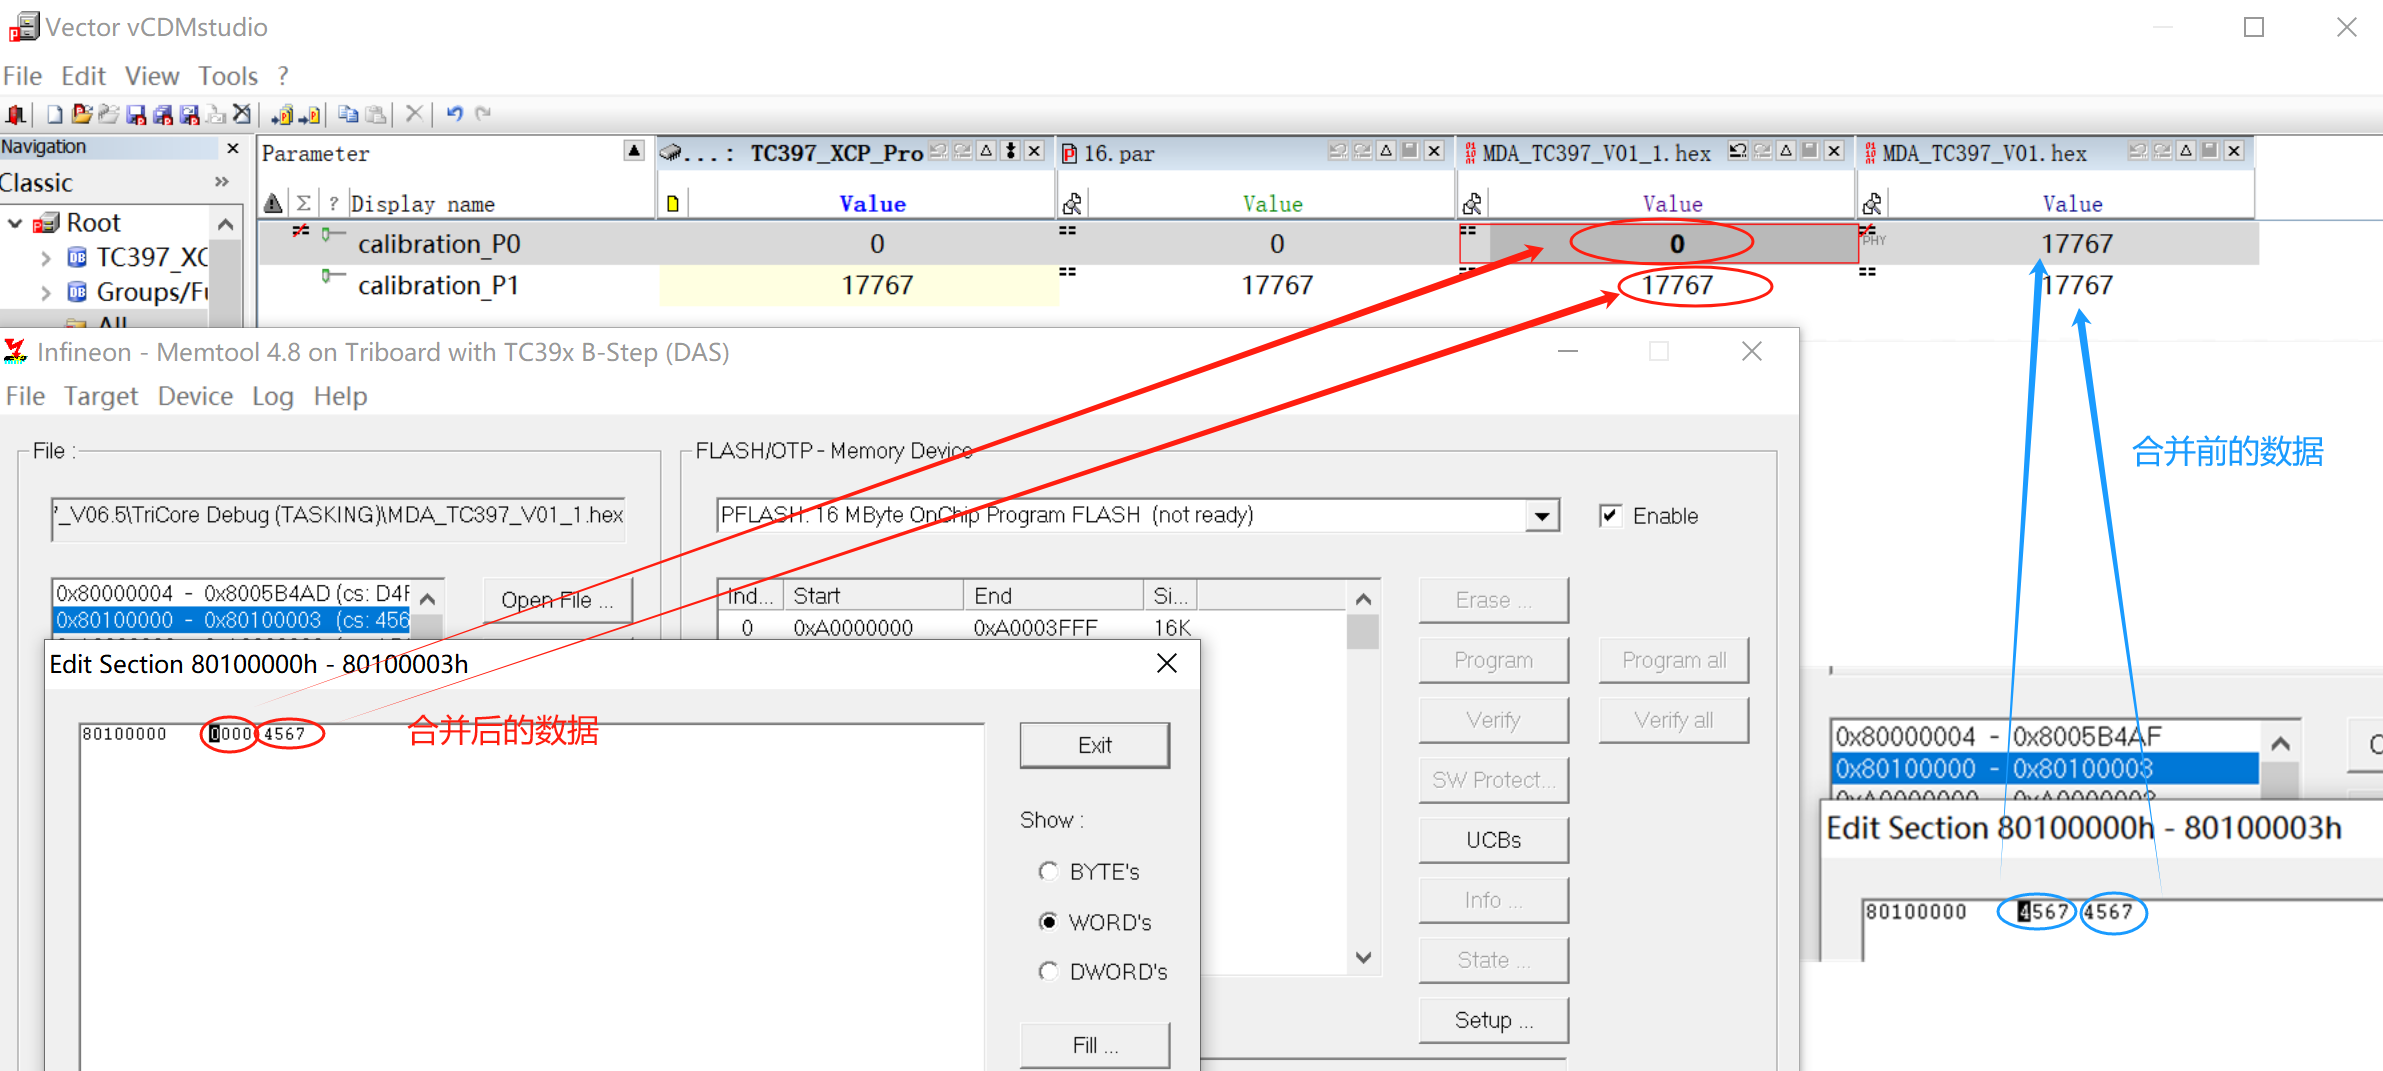 Vector vCDMstudio
File Edit View Tools ?
Navigation
Classic
Root
TC397_XC
Groups/Fu
All
Parameter
...: TC397_XCP_Pro
16.par
MDA_TC397_V01_1.hex
MDA_TC397_V01.hex
Σ ? Display name
Value
Value
Value
Value
calibration_P0 0 0 0 PHY 17767
calibration_P1 17767 17767 17767 17767
Infineon - Memtool 4.8 on Triboard with TC39x B-Step (DAS)
File Target Device Log Help
File :
'_V06.5\TriCore Debug (TASKING)\MDA_TC397_V01_1.hex
0x80000004 - 0x8005B4AD (cs: D4F
0x80100000 - 0x80100003 (cs: 456
Open File ...
FLASH/OTP - Memory Device
PFLASH: 16 MByte OnChip Program FLASH (not ready)
Enable
Ind... Start End Si...
0 0xA0000000 0xA0003FFF 16K
Erase ...
Program
Program all
Verify
Verify all
SW Protect...
UCBs
Info ...
State ...
Setup ...
Edit Section 80100000h - 80100003h
80100000 0000 4567
合并后的数据
Exit
Show :
BYTE's
WORD's
DWORD's
Fill ...
合并前的数据
0x80000004 - 0x8005B4AF
0x80100000 - 0x80100003
Edit Section 80100000h - 80100003h
80100000 4567 4567